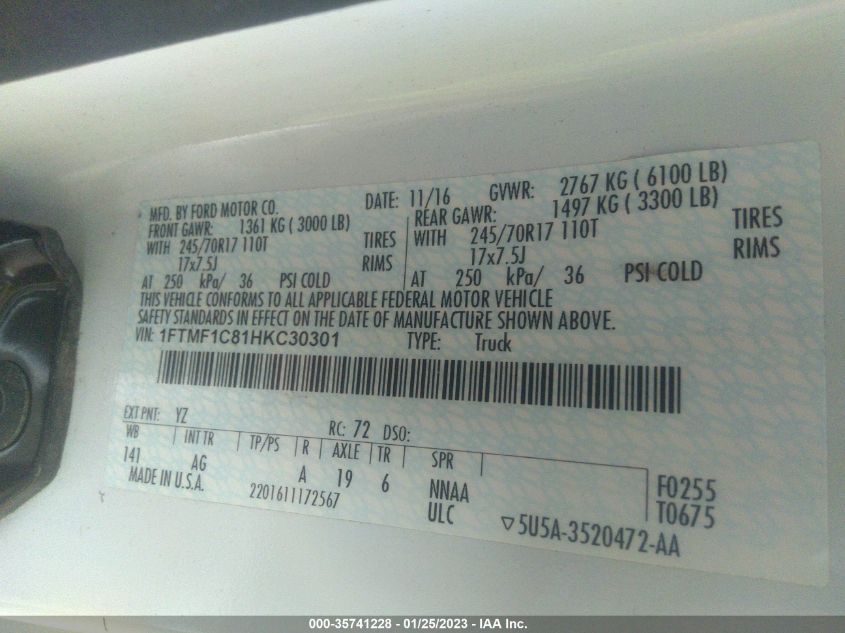 MFD. BY FORD MOTOR CO. DATE: 11/16 GVWR: 2767 KG ( 6100 LB)
FRONT GAWR: 1361 KG ( 3000 LB) REAR GAWR: 1497 KG ( 3300 LB)
WITH 245/70R17 110T TIRES WITH 245/70R17 110T TIRES
17x7.5J RIMS 17x7.5J RIMS
AT 250 kPa/ 36 PSI COLD AT 250 kPa/ 36 PSI COLD
THIS VEHICLE CONFORMS TO ALL APPLICABLE FEDERAL MOTOR VEHICLE
SAFETY STANDARDS IN EFFECT ON THE DATE OF MANUFACTURE SHOWN ABOVE.
VIN: 1FTMF1C81HKC30301 TYPE: Truck
EXT PNT: YZ RC: 72 DSO:
WB INT TR TP/PS R AXLE TR SPR
141 AG A 19 6 NNAA F0255
MADE IN U.S.A. 2201611172567 ULC T0675
▽5U5A-3520472-AA
000-35741228 - 01/25/2023 - IAA Inc.